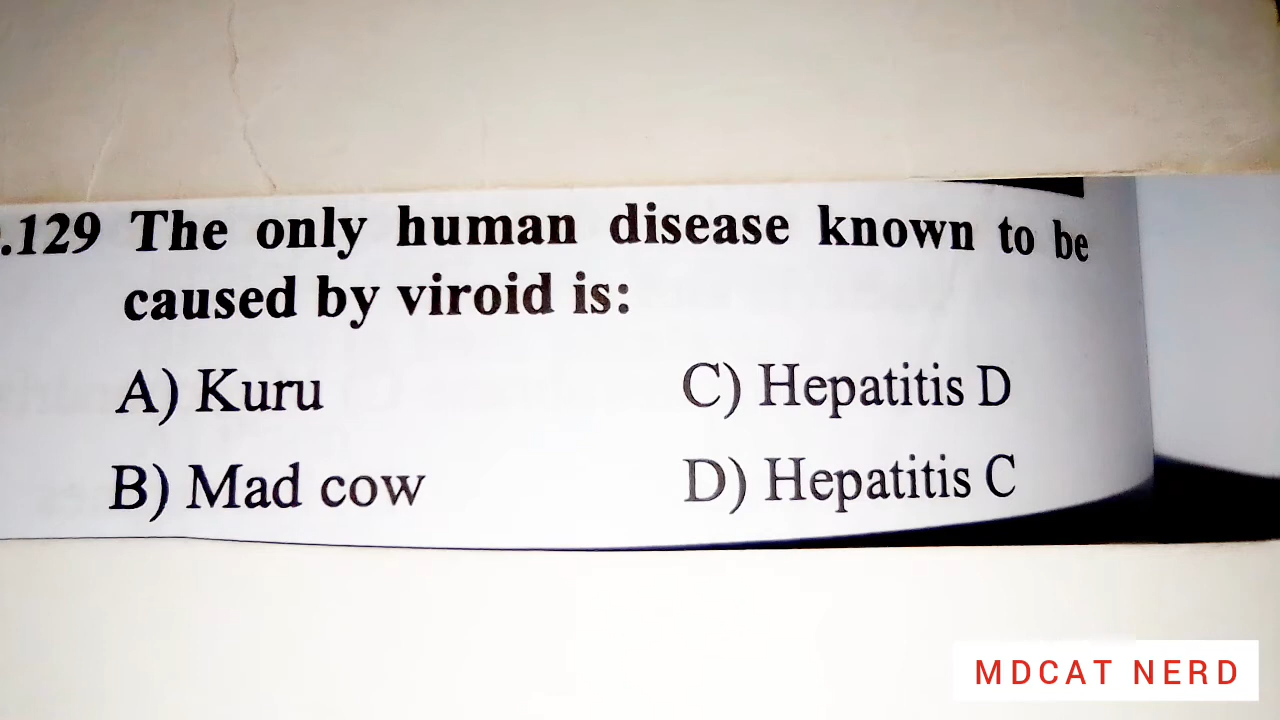 .129 The only human disease known to be
caused by viroid is:
A) Kuru C) Hepatitis D
B) Mad cow D) Hepatitis C
MDCAT NERD